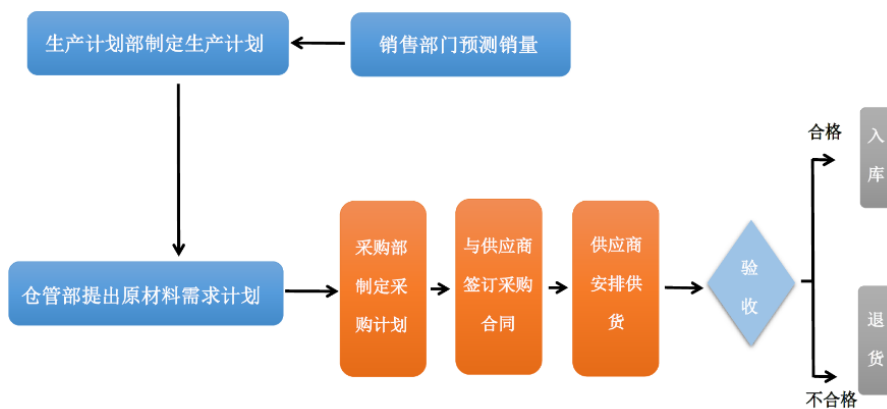 生产计划部制定生产计划
销售部门预测销量
合格
入
库
仓管部提出原材料需求计划
采购部
制定采
购计划
与供应商
签订采购
合同
供应商
安排供
货
验
收
退
货
不合格